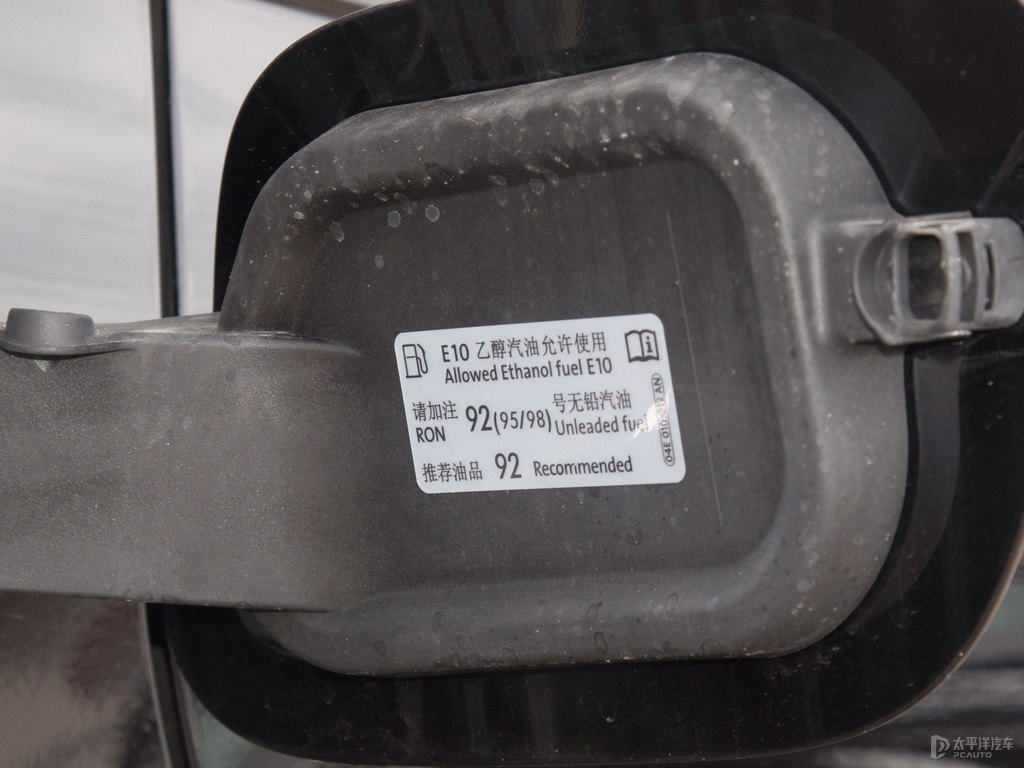 E10 乙醇汽油允许使用
Allowed Ethanol fuel E10
请加注 92(95/98) 号无铅汽油
RON Unleaded fuel
推荐油品 92 Recommended
太平洋汽车
PCAUTO